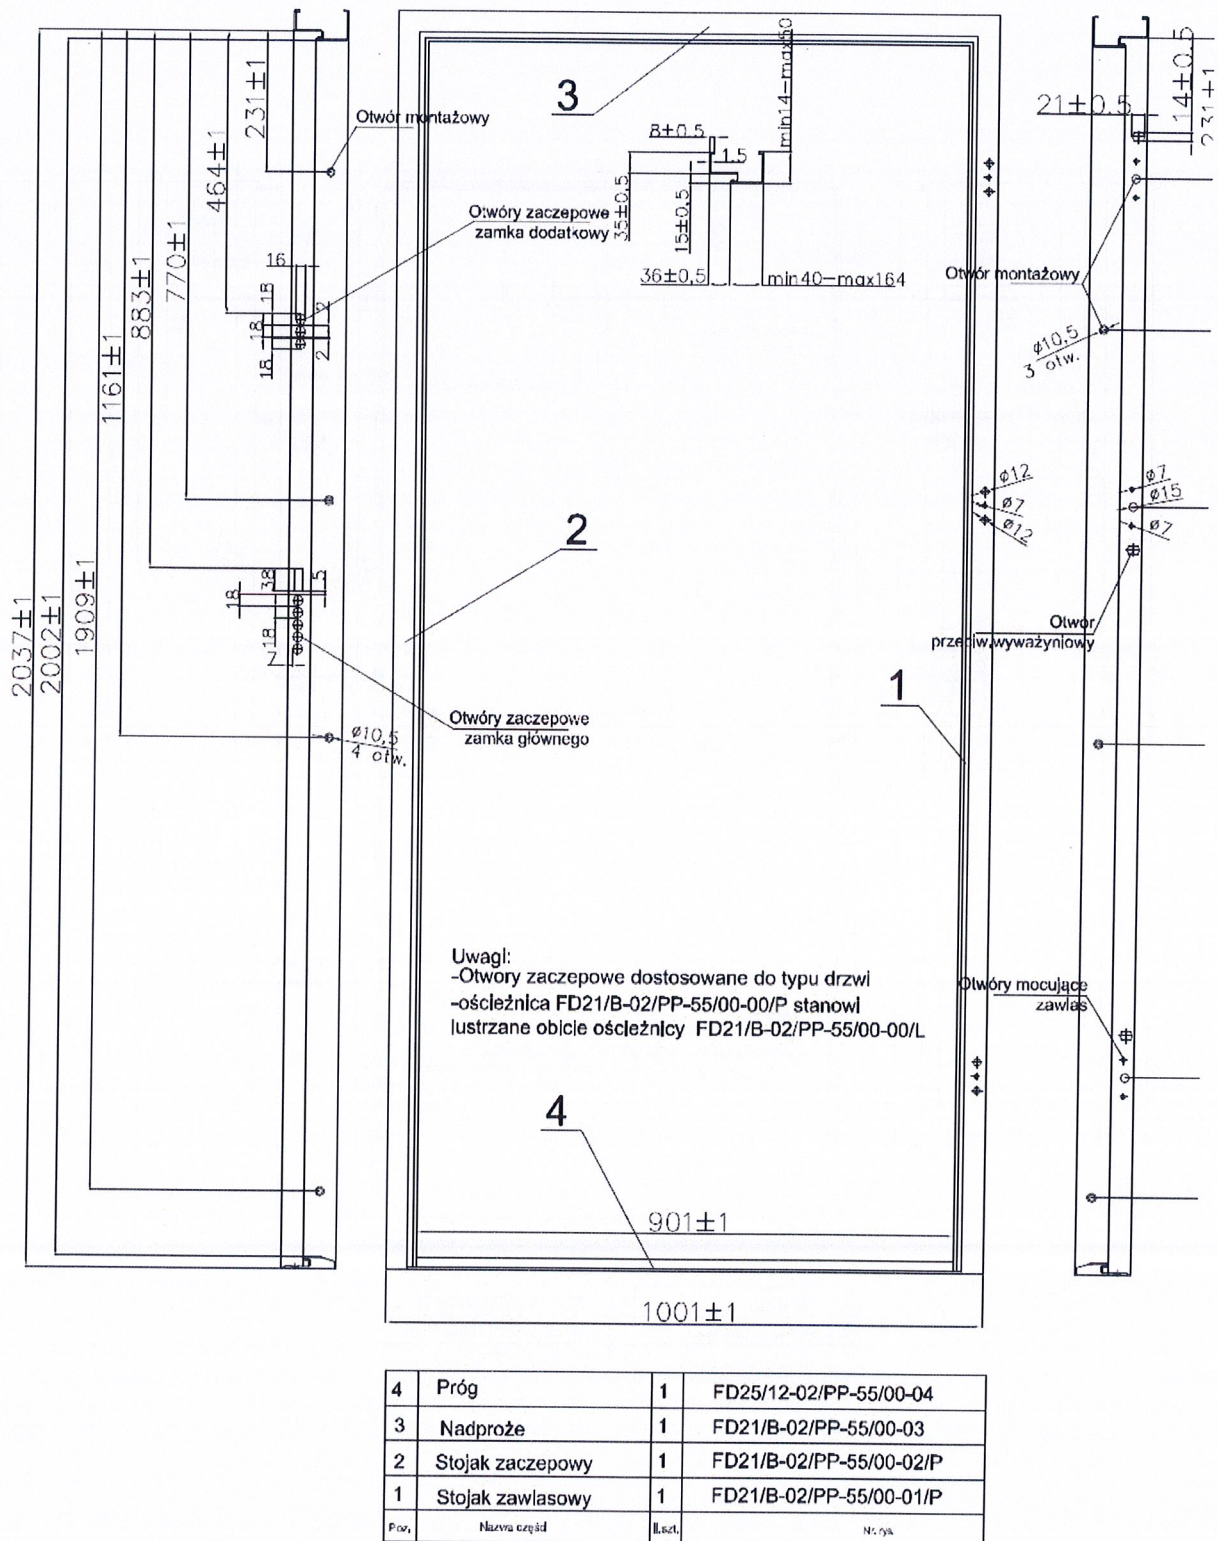 3
min14-max50
231±1
Otwór montażowy
464±1
770±1
883±1
1161±1
1909±1
2002±1
2037±1
8±0.5
1.5
35±0,5
15±0,5
36±0,5
min40-max164
Otwóry zaczepowe
zamka dodatkowy
16
18
2
18
18
2
21±0.5
14±0.5
231±1
Otwór montażowy
ø10,5
3 otw.
ø12
ø7
ø12
ø7
ø15
ø7
2
38
5
18
18
7
Otwór
przeciw,wyważyniowy
1
Otwóry zaczepowe
zamka głównego
ø10,5
4 otw.
Uwagi:
-Otwory zaczepowe dostosowane do typu drzwi
-ościeżnica FD21/B-02/PP-55/00-00/P stanowi
lustrzane obicie ościeżnicy FD21/B-02/PP-55/00-00/L
Otwóry mocujące
zawias
4
901±1
1001±1
4 Próg 1 FD25/12-02/PP-55/00-04
3 Nadproże 1 FD21/B-02/PP-55/00-03
2 Stojak zaczepowy 1 FD21/B-02/PP-55/00-02/P
1 Stojak zawiasowy 1 FD21/B-02/PP-55/00-01/P
Poz. Nazwa części Il.szt. Nr. rys.